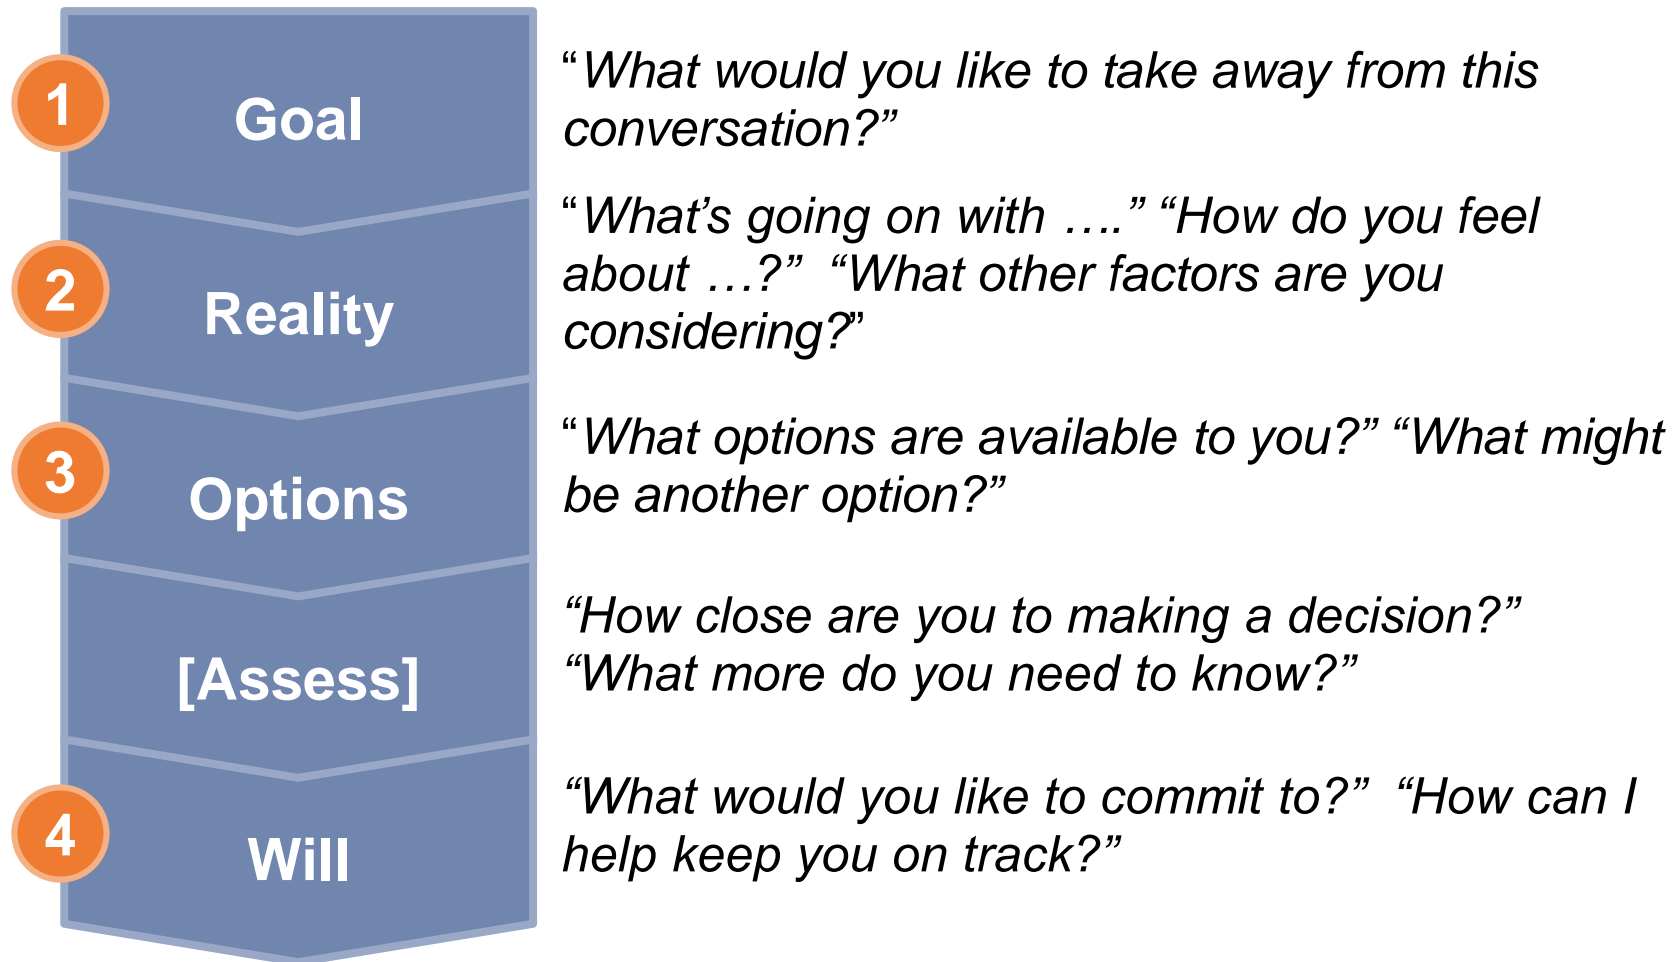 1
Goal
“What would you like to take away from this
conversation?”
2
Reality
“What’s going on with ….” “How do you feel
about …?”  “What other factors are you
considering?”
3
Options
“What options are available to you?” “What might
be another option?”
[Assess]
“How close are you to making a decision?”
“What more do you need to know?”
4
Will
“What would you like to commit to?”  “How can I
help keep you on track?”